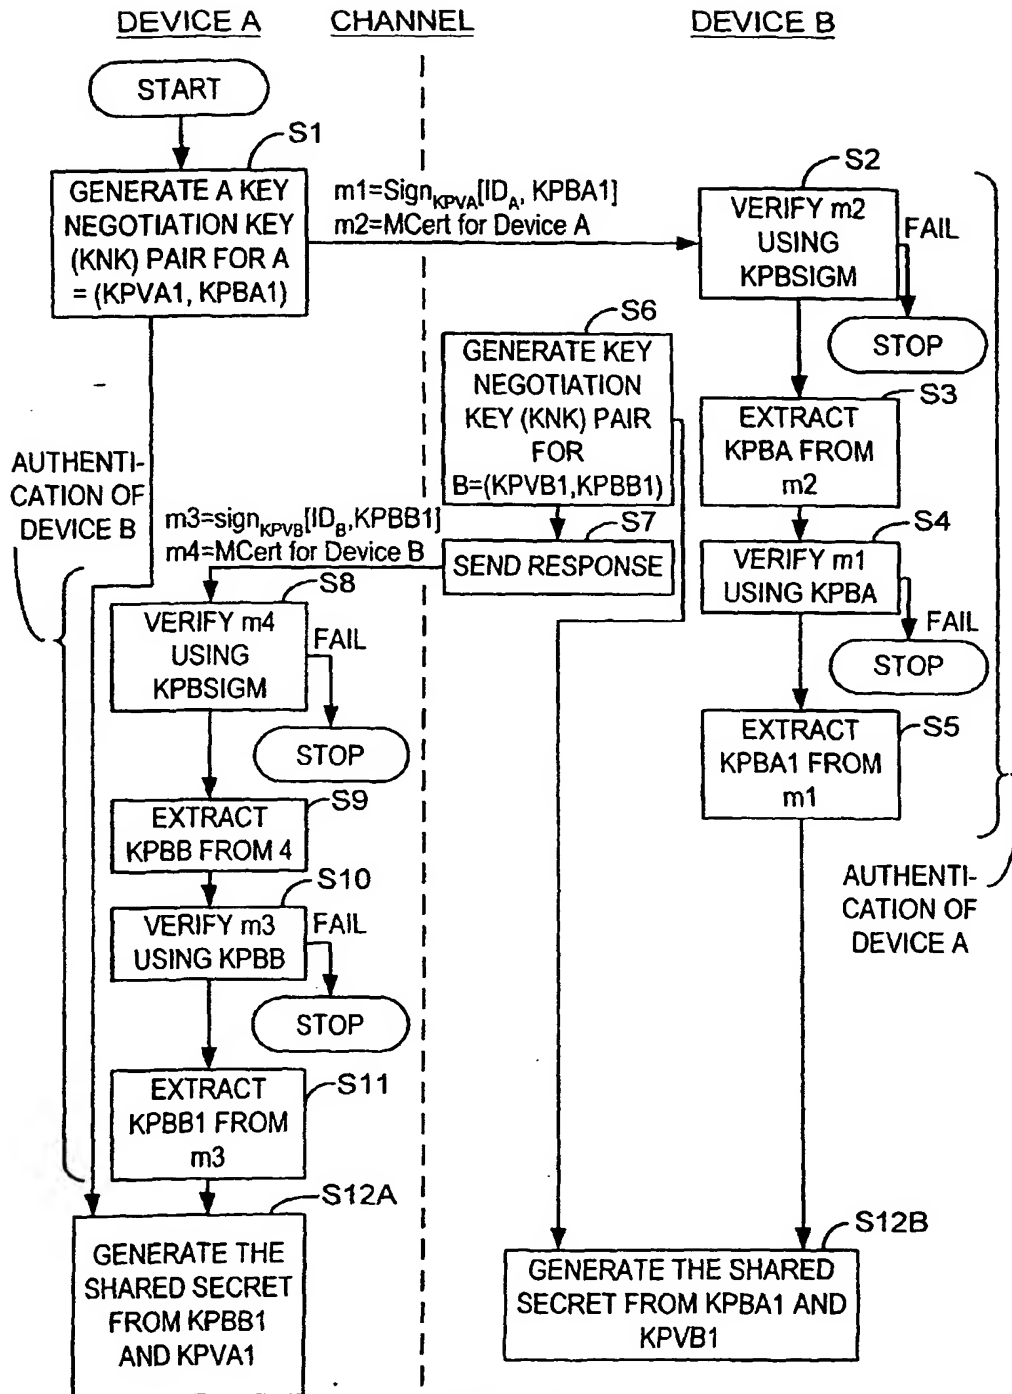 DEVICE A
CHANNEL
DEVICE B
START
S1
GENERATE A KEY
NEGOTIATION KEY
(KNK) PAIR FOR A
= (KPVA1, KPBA1)
m1=Sign_KPVA[ID_A, KPBA1]
m2=MCert for Device A
S2
VERIFY m2
USING
KPBSIGM
FAIL
STOP
S3
EXTRACT
KPBA FROM
m2
S4
VERIFY m1
USING KPBA
FAIL
STOP
S5
EXTRACT
KPBA1 FROM
m1
AUTHENTI-
CATION OF
DEVICE A
S6
GENERATE KEY
NEGOTIATION
KEY (KNK) PAIR
FOR
B=(KPVB1,KPBB1)
S7
SEND RESPONSE
m3=sign_KPVB[ID_B,KPBB1]
m4=MCert for Device B
AUTHENTI-
CATION OF
DEVICE B
S8
VERIFY m4
USING
KPBSIGM
FAIL
STOP
S9
EXTRACT
KPBB FROM 4
S10
VERIFY m3
USING KPBB
FAIL
STOP
S11
EXTRACT
KPBB1 FROM
m3
S12A
GENERATE THE
SHARED SECRET
FROM KPBB1
AND KPVA1
S12B
GENERATE THE SHARED
SECRET FROM KPBA1 AND
KPVB1